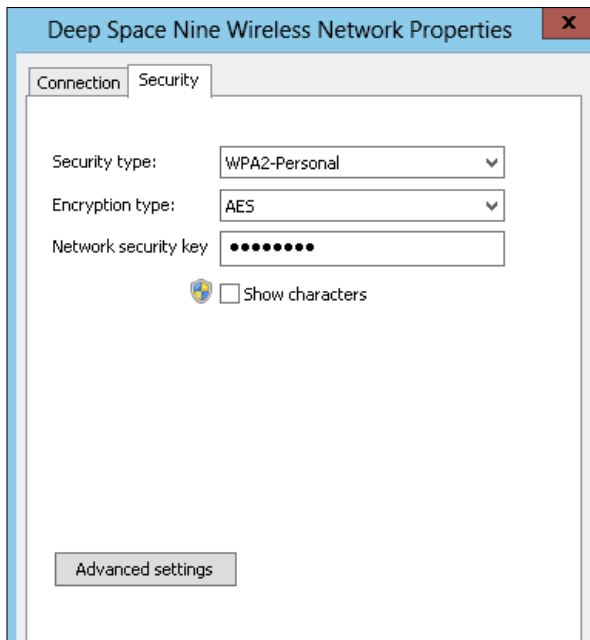 Deep Space Nine Wireless Network Properties
x
Connection Security
Security type: WPA2-Personal
Encryption type: AES
Network security key ●●●●●●●●
Show characters
Advanced settings